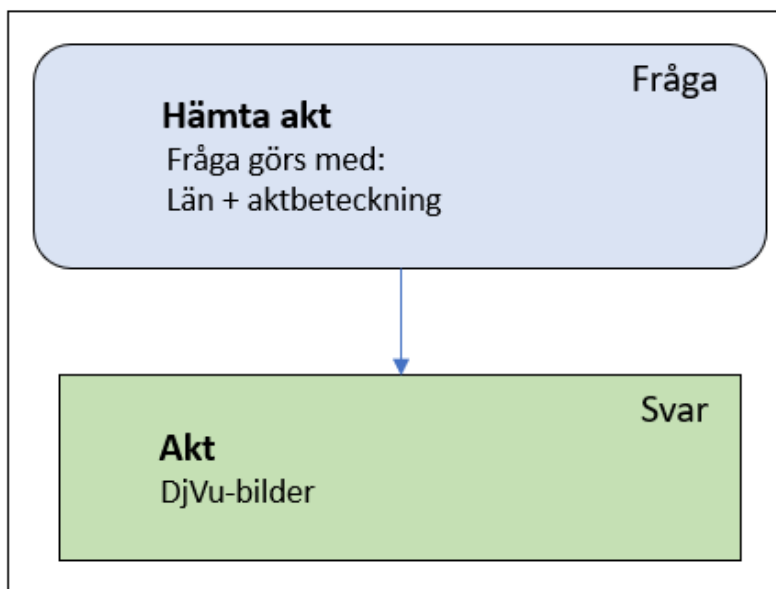 Fråga
Hämta akt
Fråga görs med:
Län + aktbeteckning
Svar
Akt
DjVu-bilder